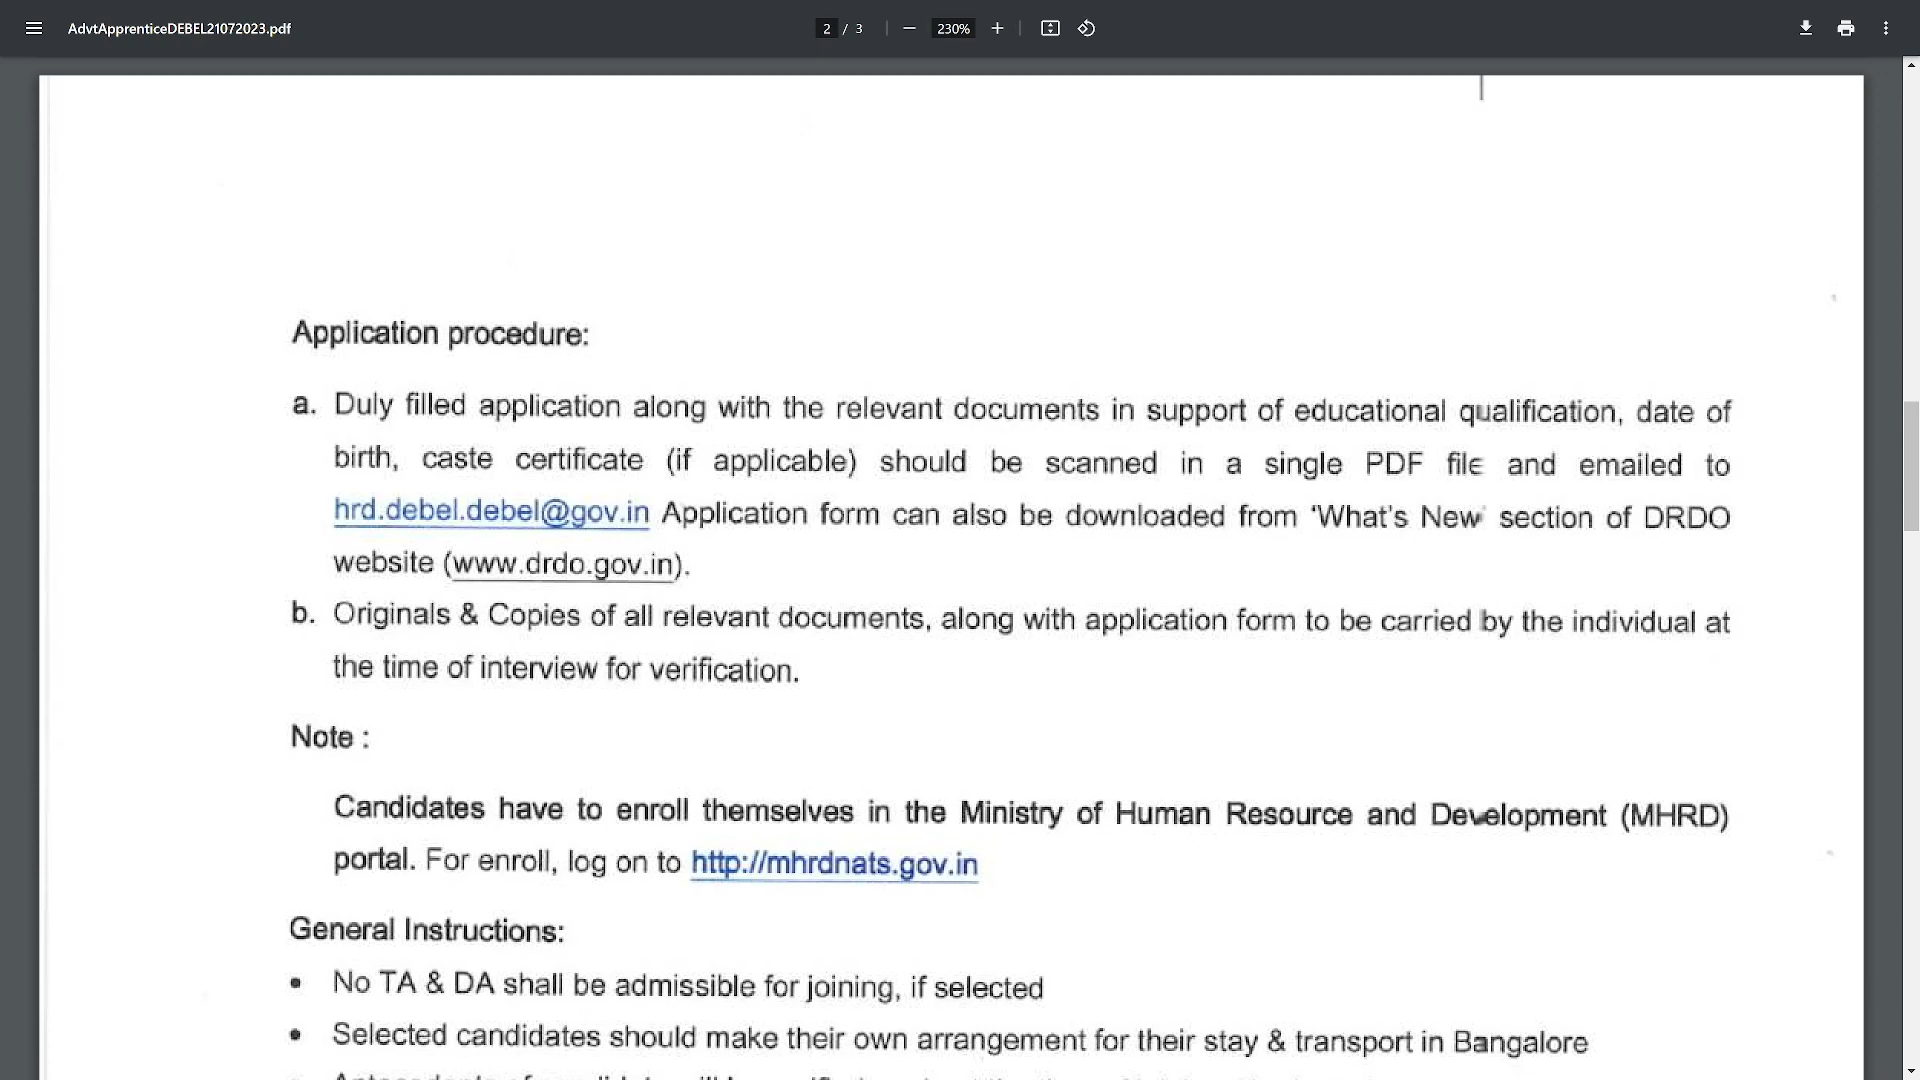 AdvtApprenticeDEBEL21072023.pdf
2 / 3
230%
Application procedure:
a. Duly filled application along with the relevant documents in support of educational qualification, date of
birth, caste certificate (if applicable) should be scanned in a single PDF file and emailed to
hrd.debel.debel@gov.in Application form can also be downloaded from 'What's New' section of DRDO
website (www.drdo.gov.in).
b. Originals & Copies of all relevant documents, along with application form to be carried by the individual at
the time of interview for verification.
Note :
Candidates have to enroll themselves in the Ministry of Human Resource and Development (MHRD)
portal. For enroll, log on to http://mhrdnats.gov.in
General Instructions:
• No TA & DA shall be admissible for joining, if selected
• Selected candidates should make their own arrangement for their stay & transport in Bangalore